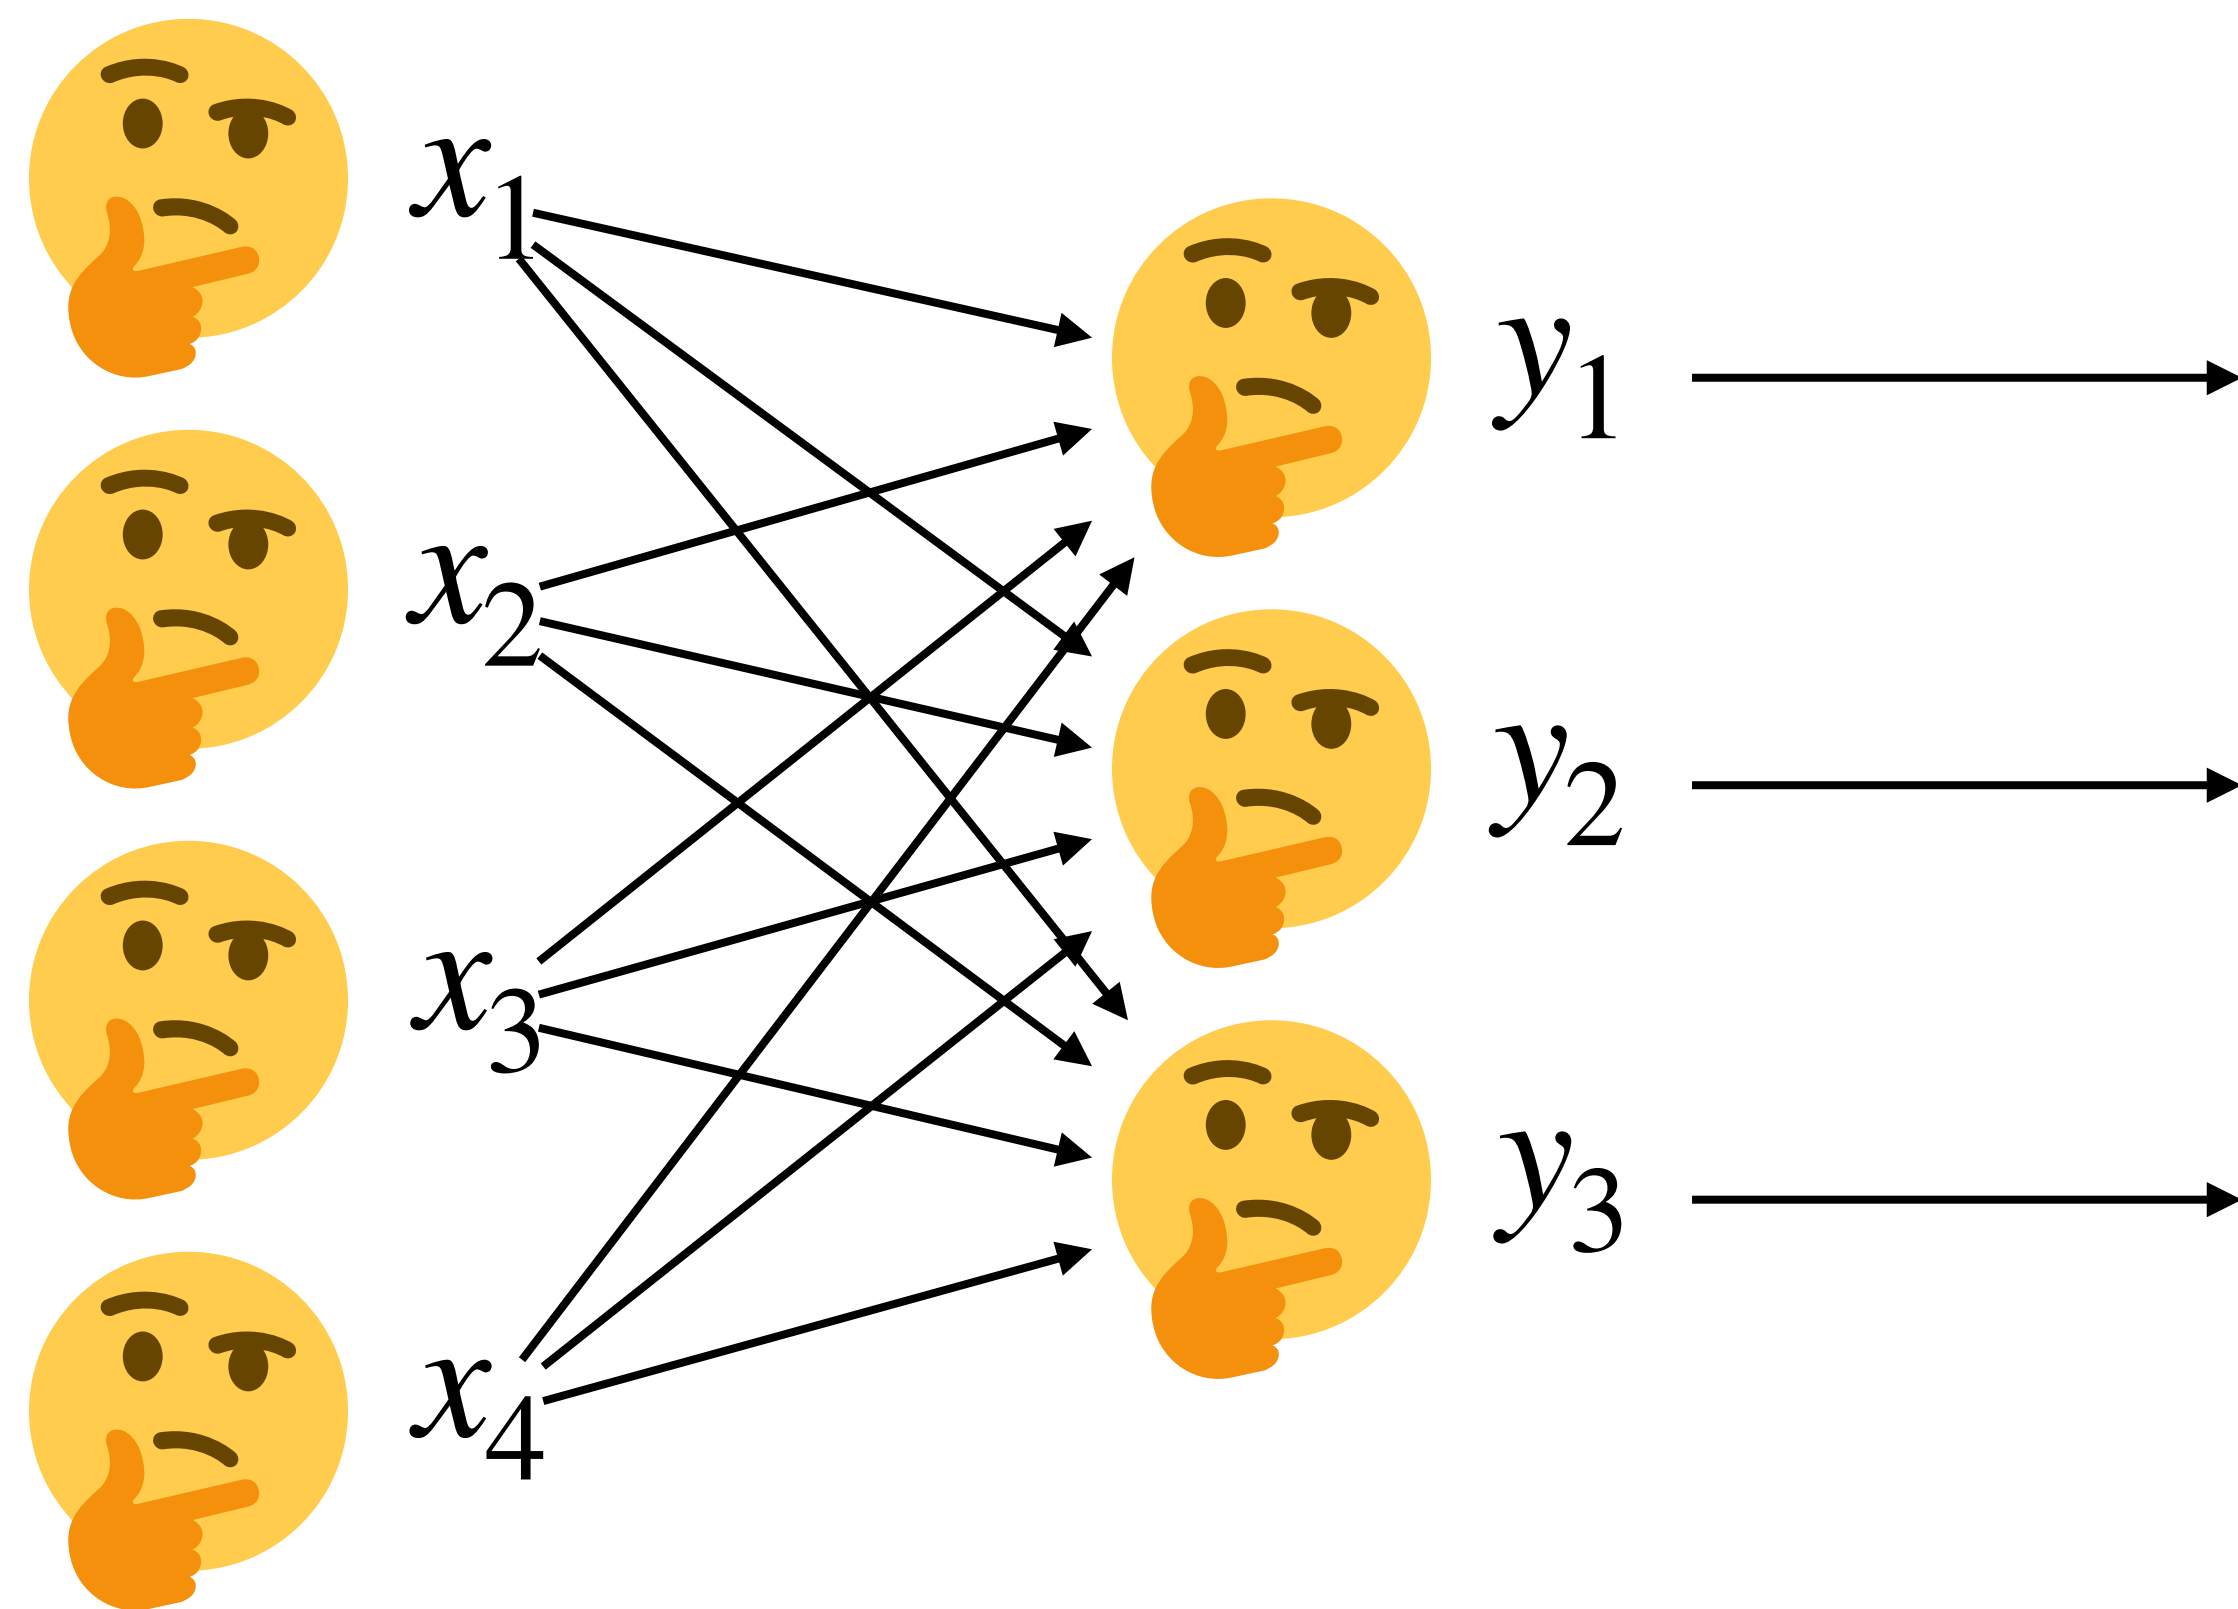 x₁
y₁
x₂
y₂
x₃
y₃
x₄